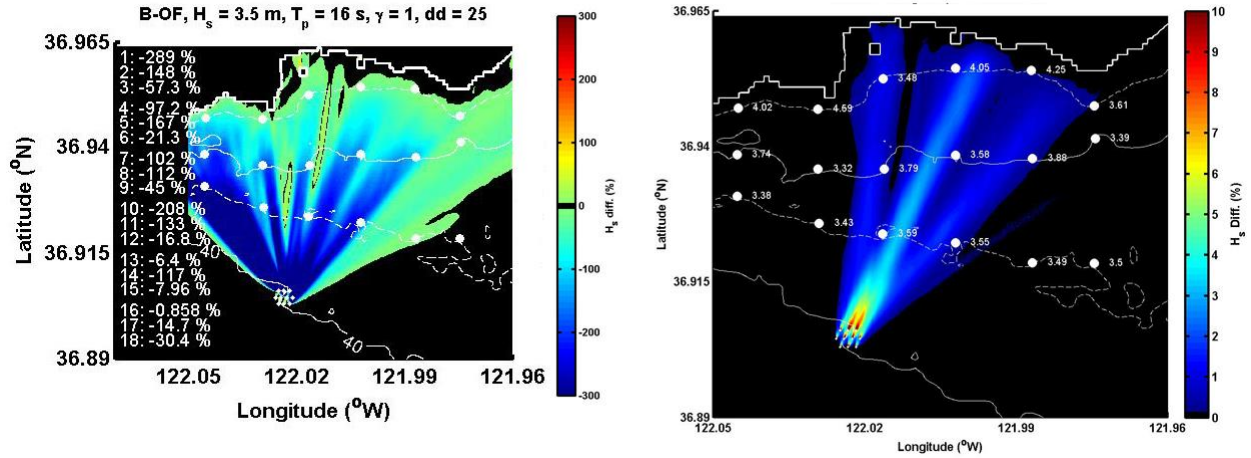 B-OF, Hs = 3.5 m, Tp = 16 s, γ = 1, dd = 25
36.965
36.94
36.915
36.89
Latitude (°N)
1: -289 %
2: -148 %
3: -57.3 %
4: -97.2 %
5: -167 %
6: -21.3 %
7: -102 %
8: -112 %
9: -45 %
10: -208 %
11: -133 %
12: -16.8 %
13: -6.4 %
14: -117 %
15: -7.96 %
16: -0.858 %
17: -14.7 %
18: -30.4 %
40
40
122.05 122.02 121.99 121.96
Longitude (°W)
300
200
100
0
-100
-200
-300
Hs diff. (%)
36.965
36.94
36.915
36.89
Latitude (°N)
3.48 4.05 4.25
4.02 4.69 3.61
3.39
3.74 3.32 3.79 3.58 3.88
3.38 3.43 3.59 3.55
3.49 3.5
122.05 122.02 121.99 121.96
Longitude (°W)
10
9
8
7
6
5
4
3
2
1
0
Hs Diff. (%)